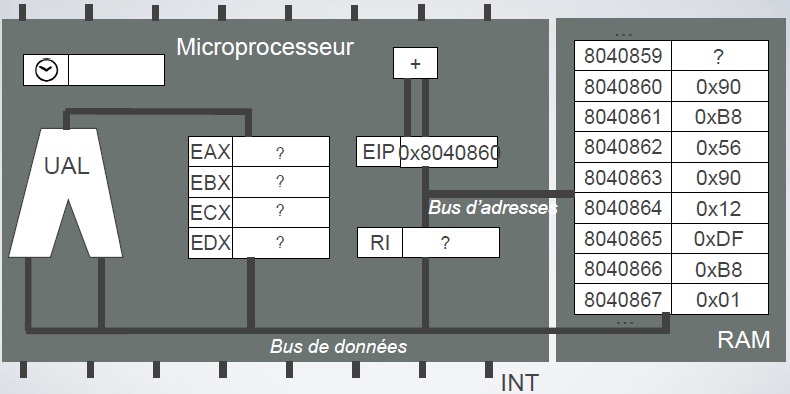 Microprocesseur
+
UAL
EAX ?
EBX ?
ECX ?
EDX ?
EIP 0x8040860
Bus d'adresses
RI ?
Bus de données
INT
...
8040859 ?
8040860 0x90
8040861 0xB8
8040862 0x56
8040863 0x90
8040864 0x12
8040865 0xDF
8040866 0xB8
8040867 0x01
...
RAM